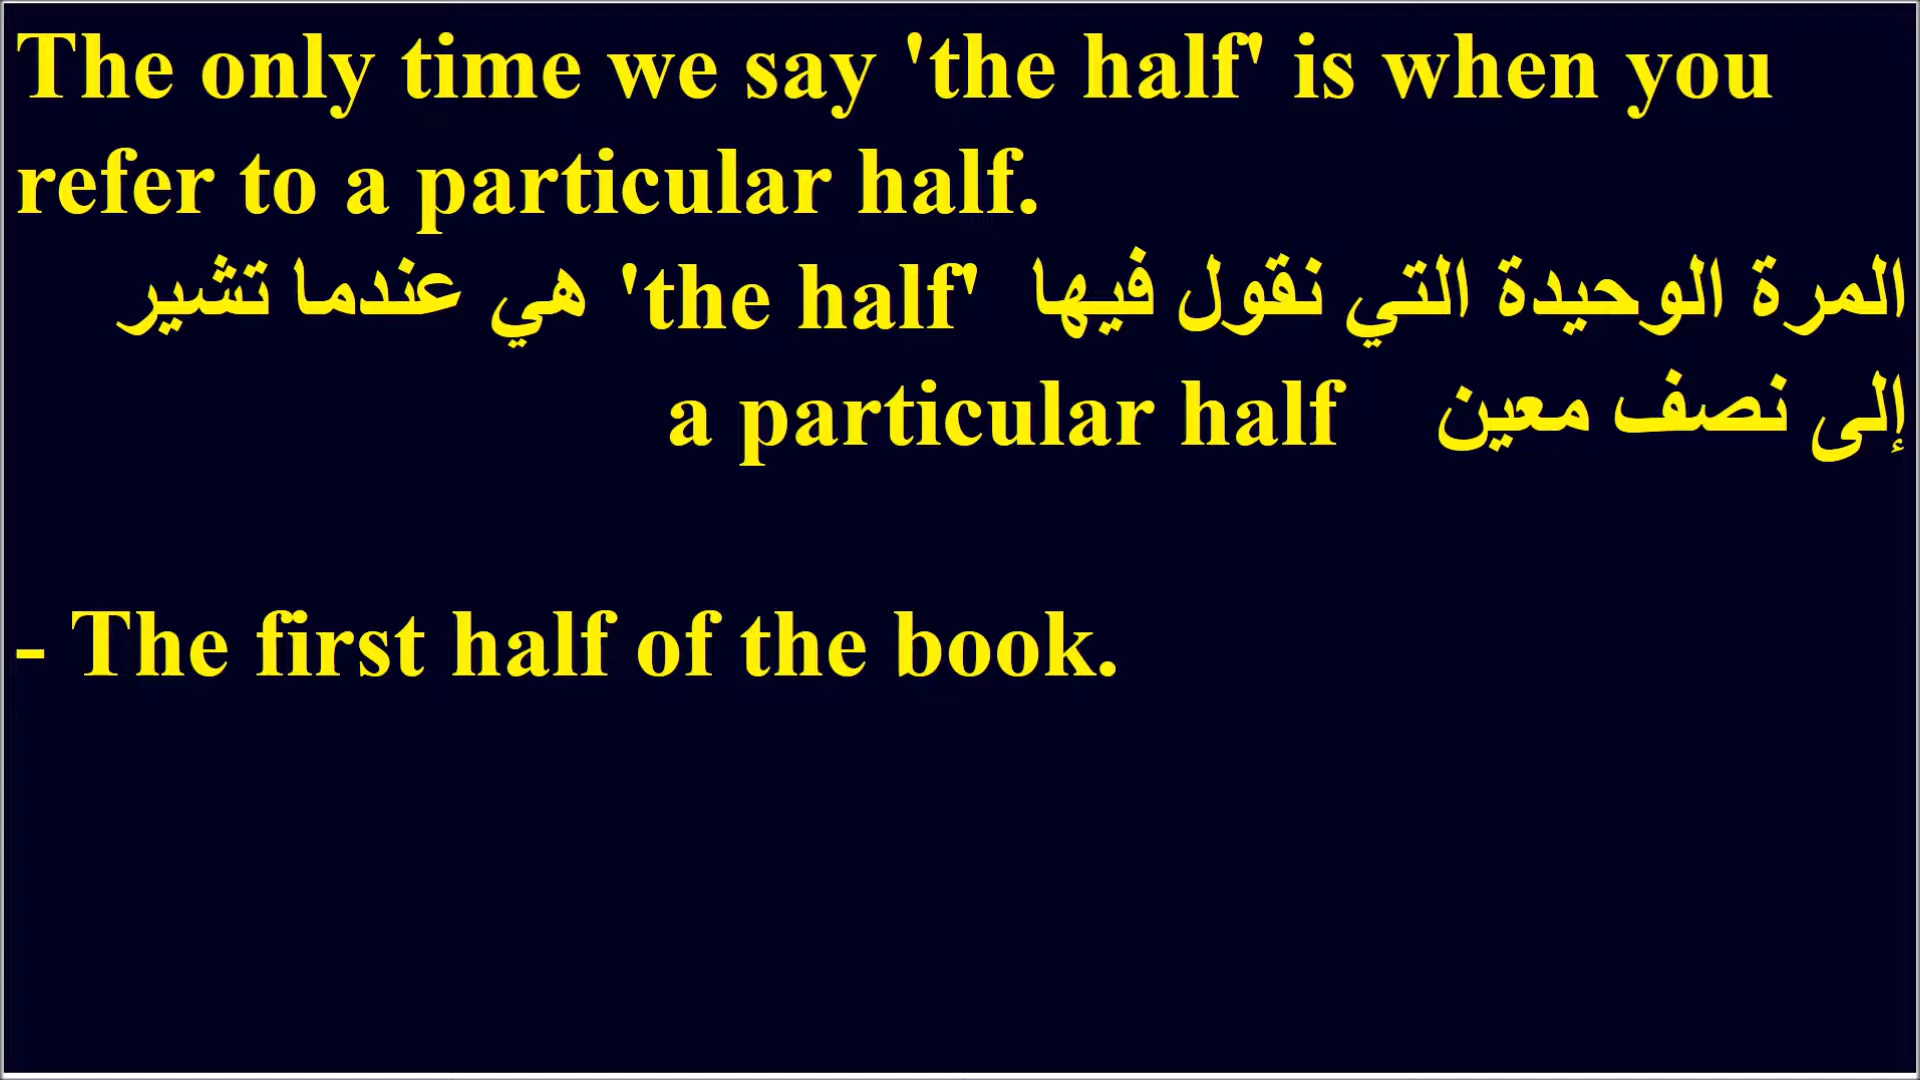 The only time we say 'the half' is when you
refer to a particular half.
المرة الوحيدة التي نقول فيها 'the half' هي عندما تشير
إلى نصف معين a particular half
- The first half of the book.